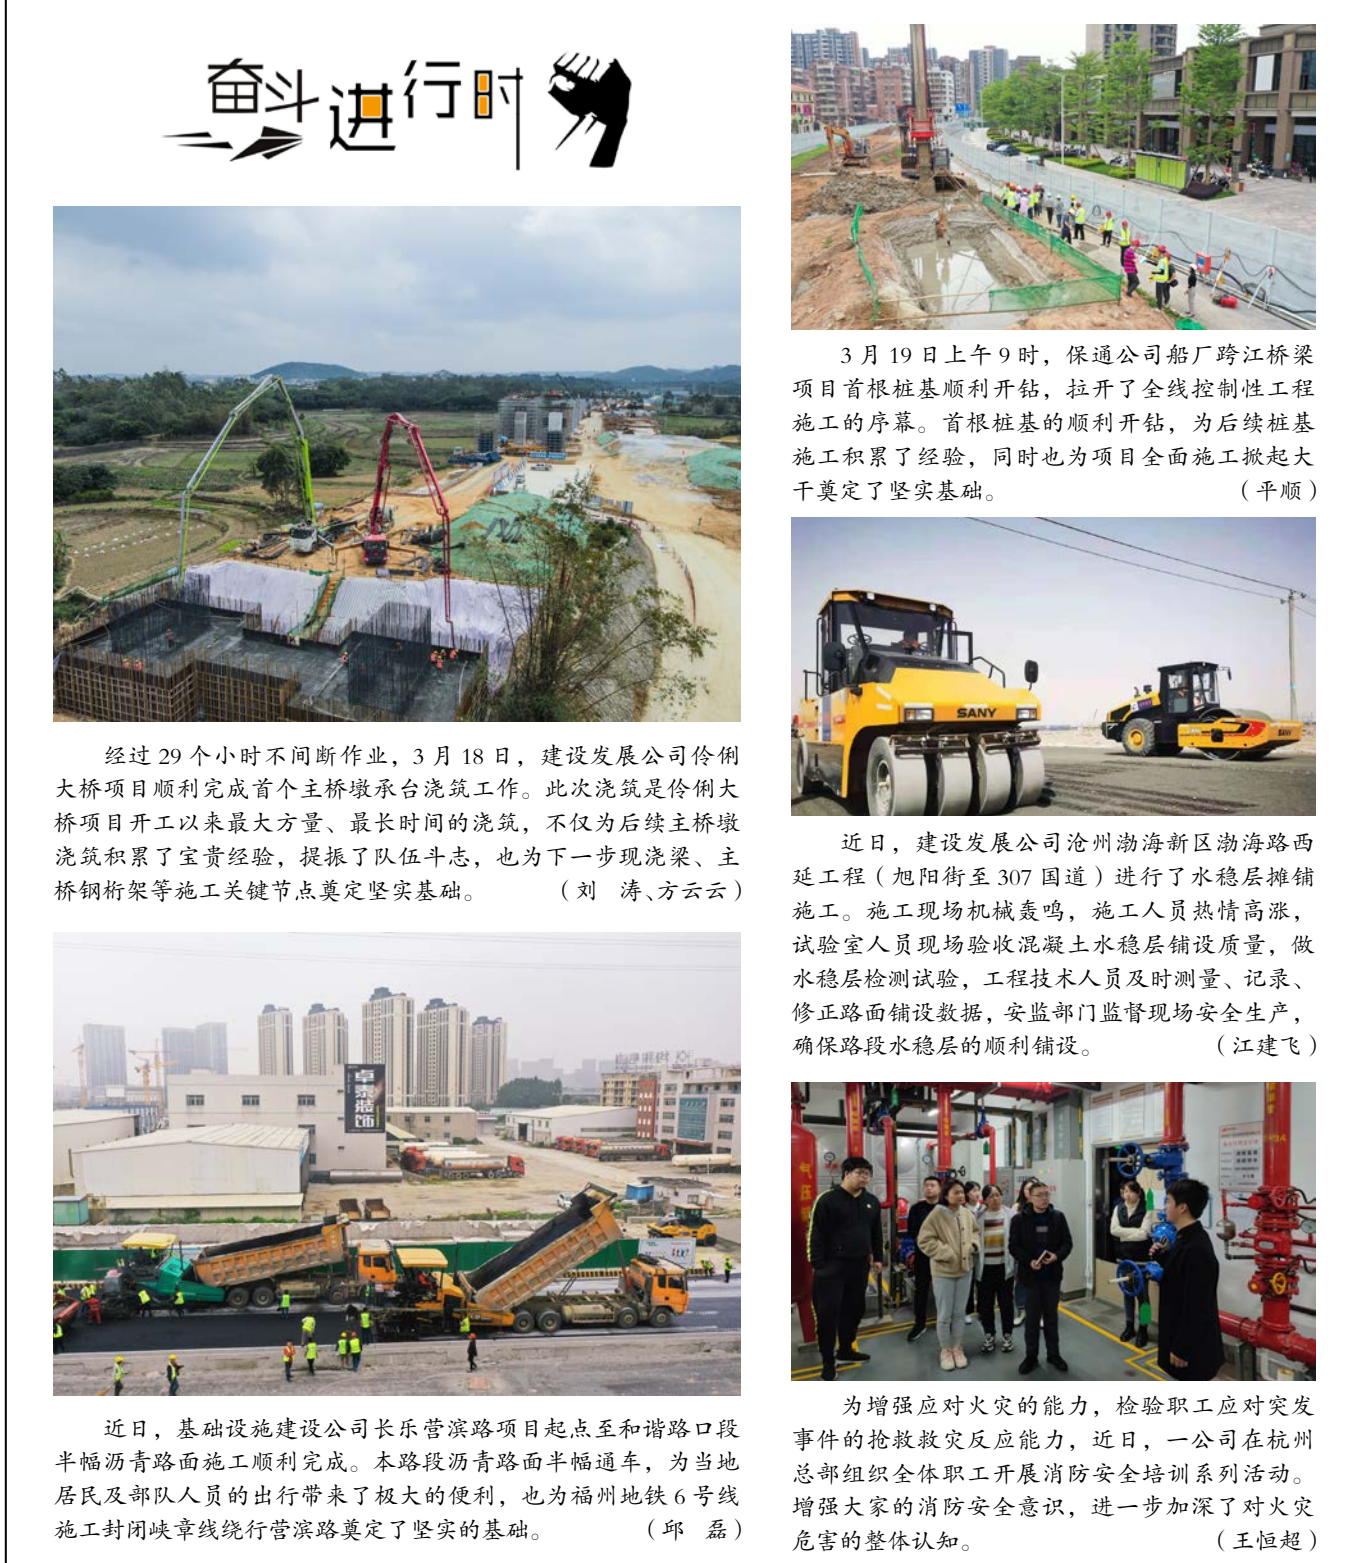 奋斗进行时
经过 29 个小时不间断作业，3 月 18 日，建设发展公司伶俐
大桥项目顺利完成首个主桥墩承台浇筑工作。此次浇筑是伶俐大
桥项目开工以来最大方量、最长时间的浇筑，不仅为后续主桥墩
浇筑积累了宝贵经验，提振了队伍斗志，也为下一步现浇梁、主
桥钢桁架等施工关键节点奠定坚实基础。 （刘　涛、方云云）
卓泰装饰
近日，基础设施建设公司长乐营滨路项目起点至和谐路口段
半幅沥青路面施工顺利完成。本路段沥青路面半幅通车，为当地
居民及部队人员的出行带来了极大的便利，也为福州地铁 6 号线
施工封闭峡章线绕行营滨路奠定了坚实的基础。 （邱　磊）
3 月 19 日上午 9 时，保通公司船厂跨江桥梁
项目首根桩基顺利开钻，拉开了全线控制性工程
施工的序幕。首根桩基的顺利开钻，为后续桩基
施工积累了经验，同时也为项目全面施工掀起大
干奠定了坚实基础。 （平顺）
SANY
SANY
近日，建设发展公司沧州渤海新区渤海路西
延工程（旭阳街至 307 国道）进行了水稳层摊铺
施工。施工现场机械轰鸣，施工人员热情高涨，
试验室人员现场验收混凝土水稳层铺设质量，做
水稳层检测试验，工程技术人员及时测量、记录、
修正路面铺设数据，安监部门监督现场安全生产，
确保路段水稳层的顺利铺设。 （江建飞）
气压
为增强应对火灾的能力，检验职工应对突发
事件的抢救救灾反应能力，近日，一公司在杭州
总部组织全体职工开展消防安全培训系列活动。
增强大家的消防安全意识，进一步加深了对火灾
危害的整体认知。 （王恒超）